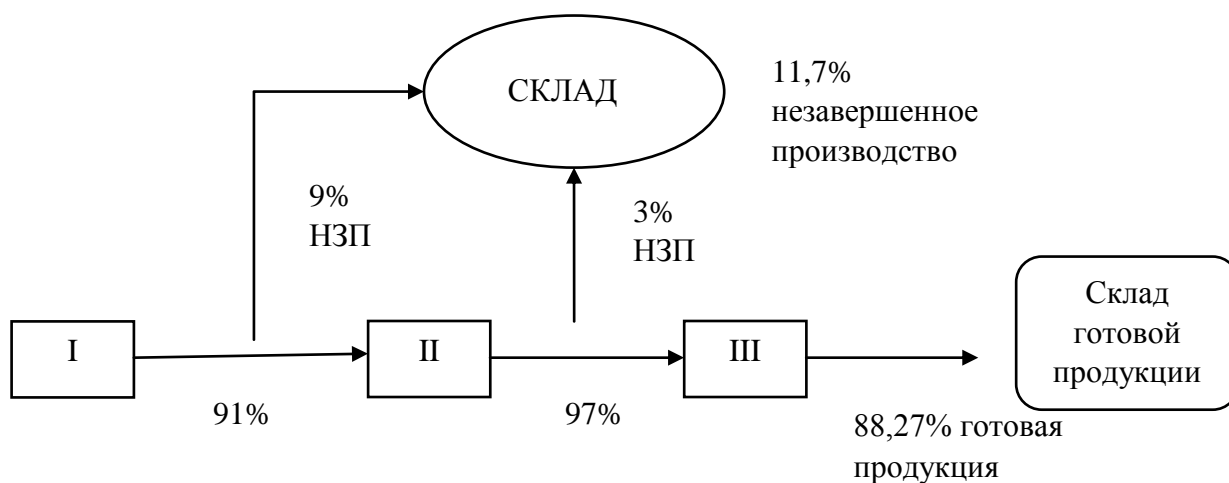 СКЛАД
11,7%
незавершенное
производство
9%
НЗП
3%
НЗП
I
II
III
Склад
готовой
продукции
91%
97%
88,27% готовая
продукция